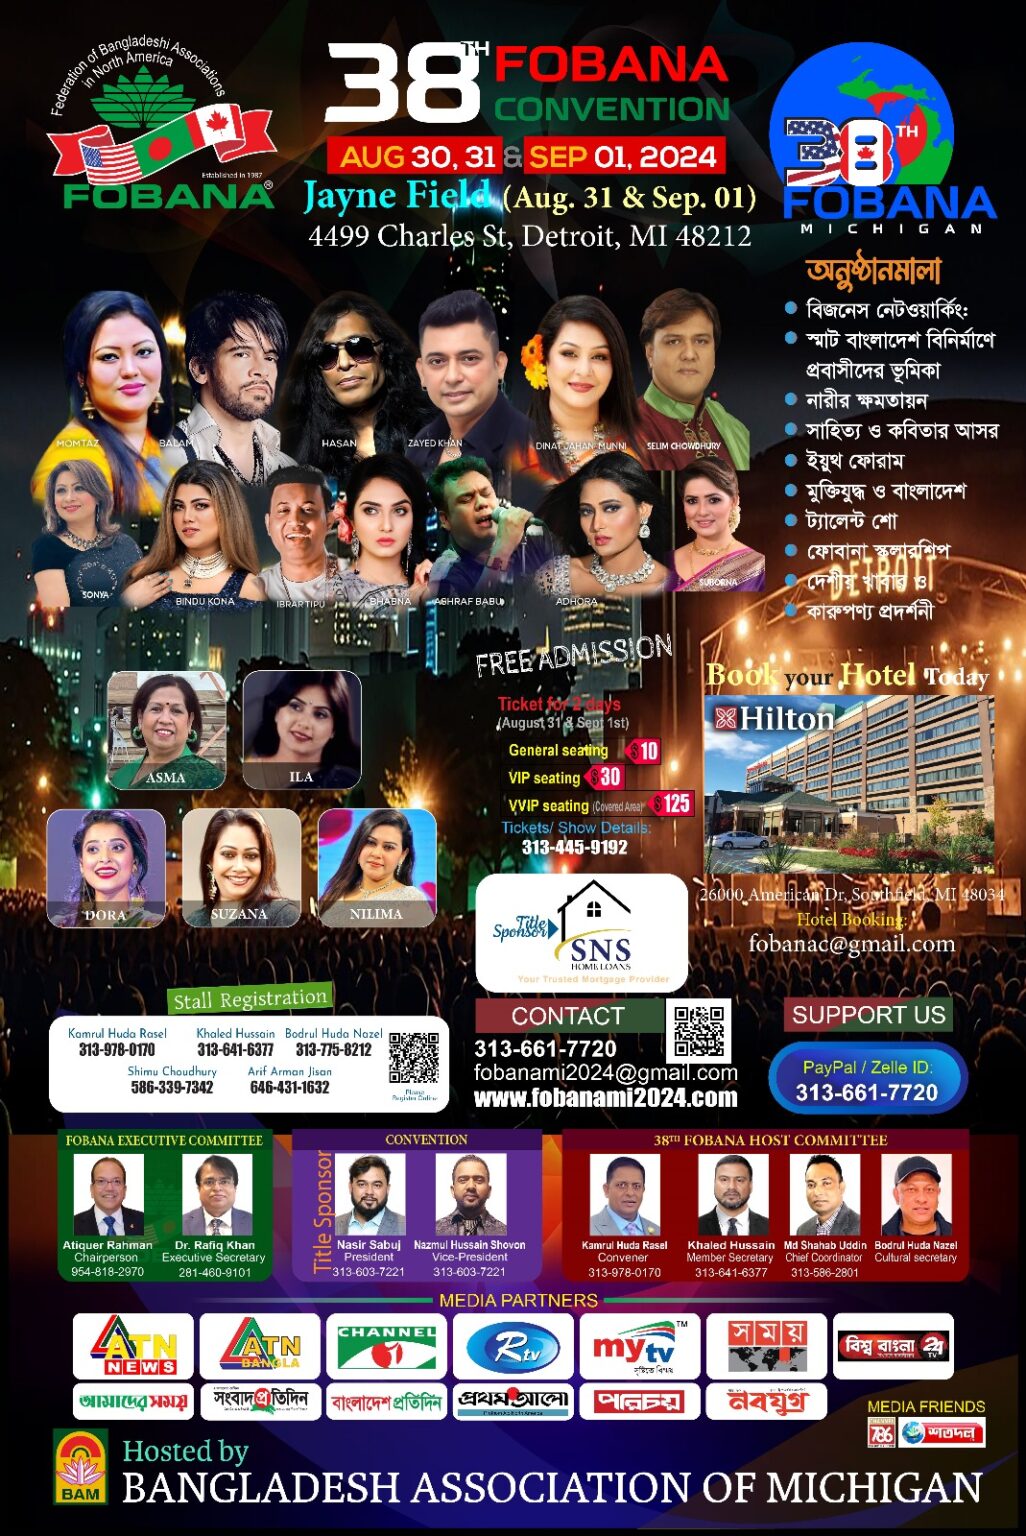 Federation of Bangladeshi Associations
in North America
Established in 1987
FOBANA®
38TH FOBANA
CONVENTION
AUG 30, 31 & SEP 01, 2024
Jayne Field (Aug. 31 & Sep. 01)
4499 Charles St, Detroit, MI 48212
38TH
FOBANA
MICHIGAN
অনুষ্ঠানমালা
বিজনেস নেটওয়ার্কিং:
স্মার্ট বাংলাদেশ বিনির্মাণে
প্রবাসীদের ভূমিকা
নারীর ক্ষমতায়ন
সাহিত্য ও কবিতার আসর
ইয়ুথ ফোরাম
মুক্তিযুদ্ধ ও বাংলাদেশ
ট্যালেন্ট শো
ফোবানা স্কলারশিপ
দেশীয় খাবার ও
কারুপণ্য প্রদর্শনী
DETROIT
MOMTAZ
BALAM
HASAN
ZAYED KHAN
DINAT JAHAN MUNNI
SELIM CHOWDHURY
SONYA
BINDU KONA
IBRAR TIPU
BHABNA
ASHRAF BABU
ADHORA
SUBORNA
ASMA
ILA
DORA
SUZANA
NILIMA
FREE ADMISSION
Ticket for 2 days
(August 31 & Sept 1st)
General seating $10
VIP seating $30
VVIP seating (Covered Area) $125
Tickets/ Show Details:
313-445-9192
Book your Hotel Today
Hilton
26000 American Dr, Southfield, MI 48034
Hotel Booking:
fobanac@gmail.com
Title
Sponsor
SNS
HOME LOANS
Your Trusted Mortgage Provider
Stall Registration
Kamrul Huda Rasel
313-978-0170
Khaled Hussain
313-641-6377
Bodrul Huda Nazel
313-775-8212
Shimu Choudhury
586-339-7342
Arif Arman Jisan
646-431-1632
Please
Register Online
CONTACT
313-661-7720
fobanami2024@gmail.com
www.fobanami2024.com
SUPPORT US
PayPal / Zelle ID:
313-661-7720
FOBANA EXECUTIVE COMMITTEE
Atiquer Rahman
Chairperson
954-818-2970
Dr. Rafiq Khan
Executive Secretary
281-460-9101
CONVENTION
Title Sponsor
Nasir Sabuj
President
313-603-7221
Nazmul Hussain Shovon
Vice-President
313-603-7221
38TH FOBANA HOST COMMITTEE
Kamrul Huda Rasel
Convener
313-978-0170
Khaled Hussain
Member Secretary
313-641-6377
Md Shahab Uddin
Chief Coordinator
313-586-2801
Bodrul Huda Nazel
Cultural secretary
MEDIA PARTNERS
ATN
NEWS
ATN
BANGLA
CHANNEL
i
Rtv
mytv TM
সৃষ্টিতে বিস্ময়
সময়
বিশ্ব বাংলা 24
TV
আমাদের সময়
সংবাদ প্রতিদিন
বাংলাদেশ প্রতিদিন
প্রথম আলো
পরিচয়
নবযুগ
MEDIA FRIENDS
CHANNEL
786
শতদল
BAM
Hosted by
BANGLADESH ASSOCIATION OF MICHIGAN